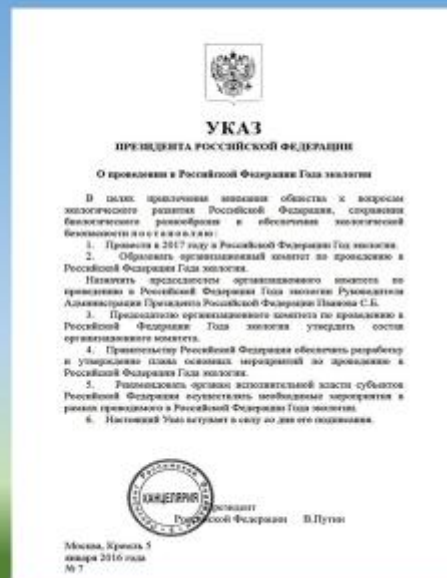 УКАЗ
ПРЕЗИДЕНТА РОССИЙСКОЙ ФЕДЕРАЦИИ
О проведении в Российской Федерации Года экологии
В целях привлечения внимания общества к вопросам
экологического развития Российской Федерации, сохранения
биологического разнообразия и обеспечения экологической
безопасности постановляю:
1. Провести в 2017 году в Российской Федерации Год экологии.
2. Образовать организационный комитет по проведению в
Российской Федерации Года экологии.
Назначить председателем организационного комитета по
проведению в Российской Федерации Года экологии Руководителя
Администрации Президента Российской Федерации Иванова С.Б.
3. Председателю организационного комитета по проведению в
Российской Федерации Года экологии утвердить состав
организационного комитета.
4. Правительству Российской Федерации обеспечить разработку
и утверждение плана основных мероприятий по проведению в
Российской Федерации Года экологии.
5. Рекомендовать органам исполнительной власти субъектов
Российской Федерации осуществлять необходимые мероприятия в
рамках проводимого в Российской Федерации Года экологии.
6. Настоящий Указ вступает в силу со дня его подписания.
КАНЦЕЛЯРИЯ
Президент
Российской Федерации В.Путин
Москва, Кремль 5
января 2016 года
№ 7